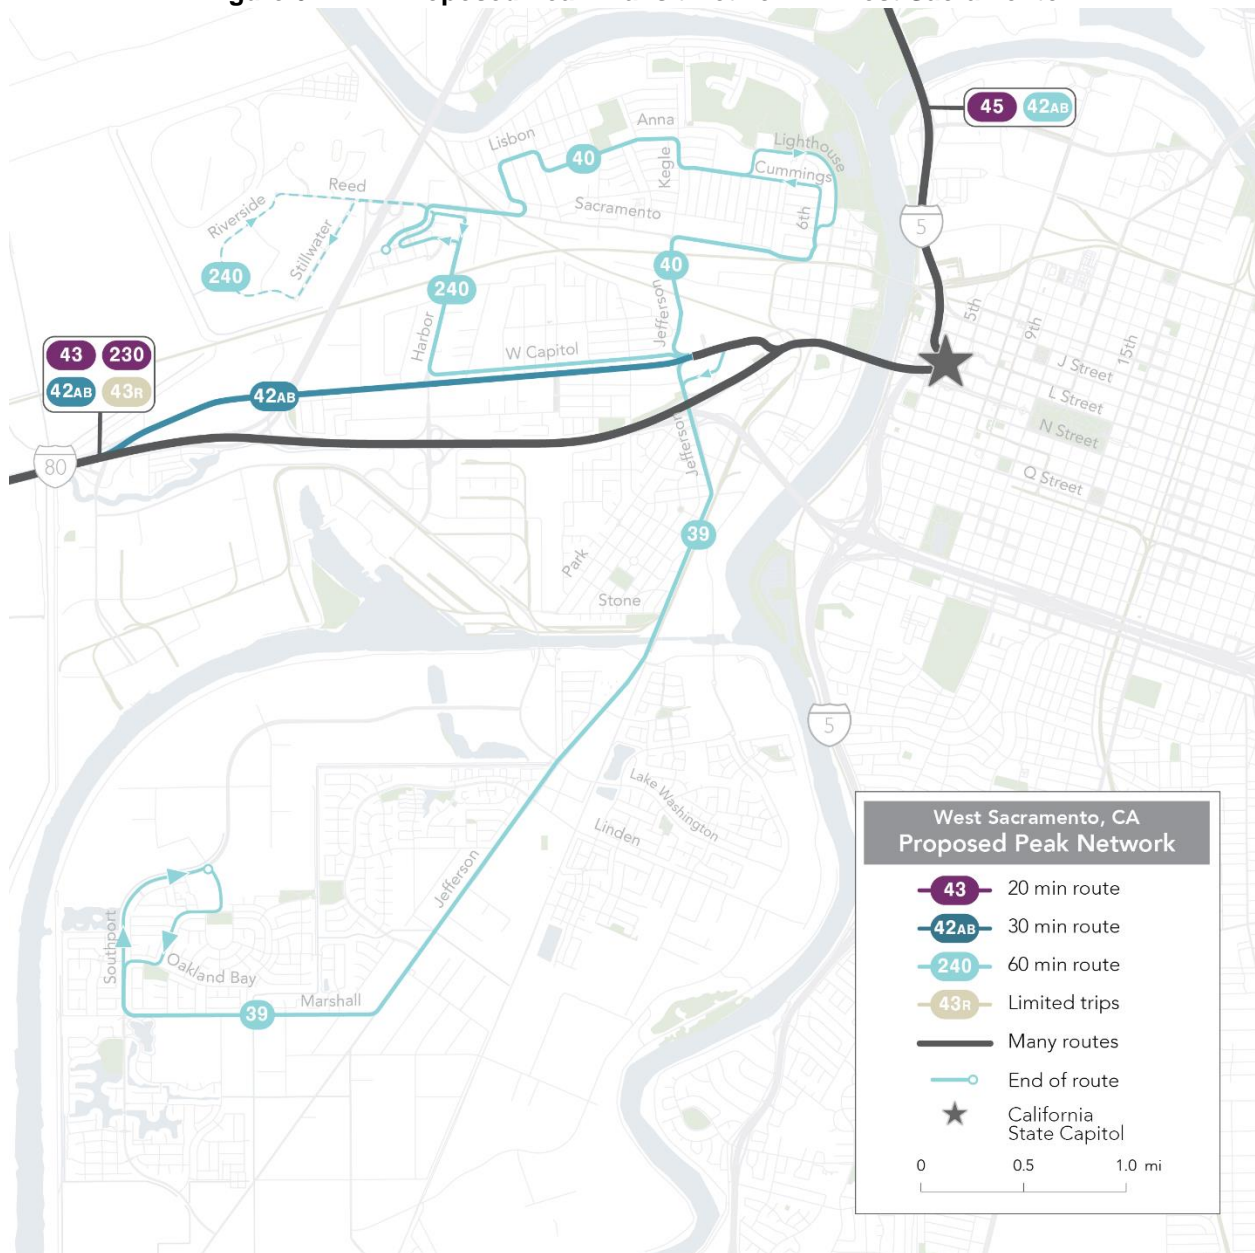 Anna
45 42AB
Lisbon
Lighthouse
40
Kegle
Cummings
Reed
Riverside
Sacramento
6th
5
Stillwater
40
240
240
Jefferson
5th
9th
15th
Harbor
W Capitol
J Street
43 230
42AB 43R
42AB
L Street
N Street
Jefferson
80
Q Street
39
Park
Stone
5
Lake Washington
Linden
Jefferson
Southport
Oakland Bay
Marshall
39
West Sacramento, CA
Proposed Peak Network
43 20 min route
42AB 30 min route
240 60 min route
43R Limited trips
Many routes
End of route
California
State Capitol
0 0.5 1.0 mi